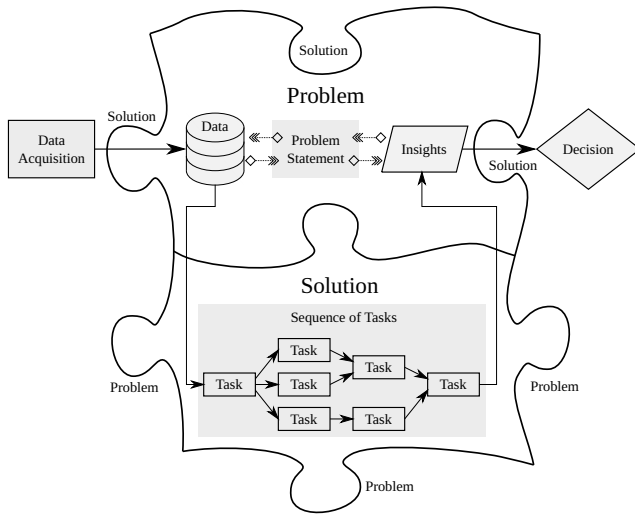 Solution
Problem
Solution
Data
Acquisition
Data
Problem
Statement
Insights
Solution
Decision
Solution
Sequence of Tasks
Task
Task
Task
Task
Task
Task
Task
Problem
Problem
Problem